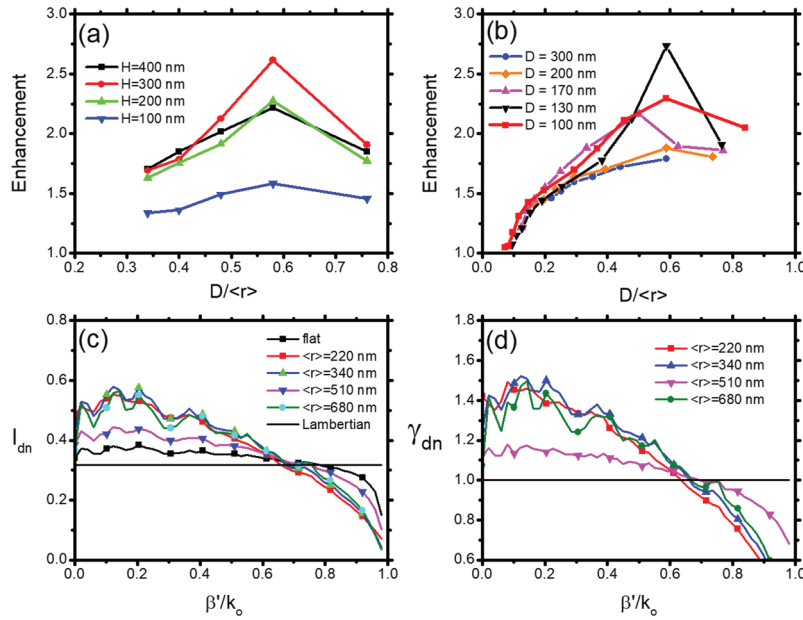 (a)
H=400 nm
H=300 nm
H=200 nm
H=100 nm
Enhancement
3.0
2.5
2.0
1.5
1.0
0.2 0.3 0.4 0.5 0.6 0.7 0.8
D/<r>
(b)
D = 300 nm
D = 200 nm
D = 170 nm
D = 130 nm
D = 100 nm
Enhancement
3.0
2.5
2.0
1.5
1.0
0.0 0.2 0.4 0.6 0.8 1.0
D/<r>
(c)
flat
<r>=220 nm
<r>=340 nm
<r>=510 nm
<r>=680 nm
Lambertian
I_dn
0.8
0.6
0.4
0.2
0.0
0.0 0.2 0.4 0.6 0.8 1.0
β'/k_o
(d)
<r>=220 nm
<r>=340 nm
<r>=510 nm
<r>=680 nm
γ_dn
1.8
1.6
1.4
1.2
1.0
0.8
0.6
0.0 0.2 0.4 0.6 0.8 1.0
β'/k_o